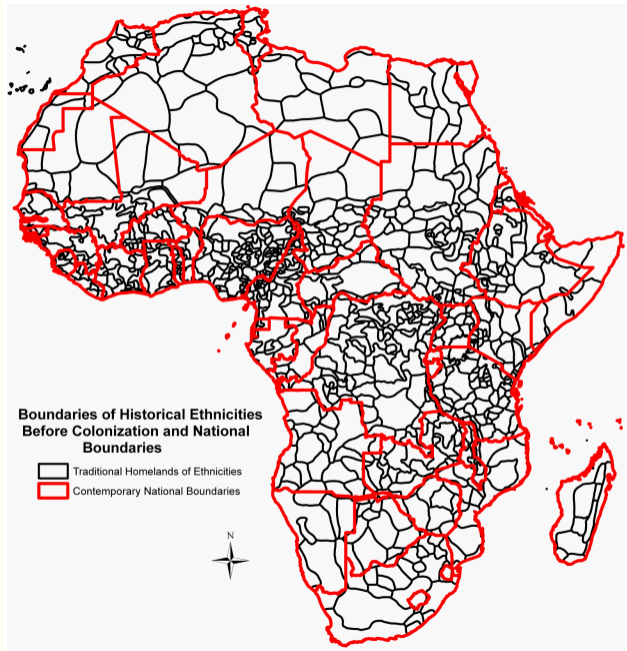 Boundaries of Historical Ethnicities
Before Colonization and National
Boundaries
Traditional Homelands of Ethnicities
Contemporary National Boundaries
N